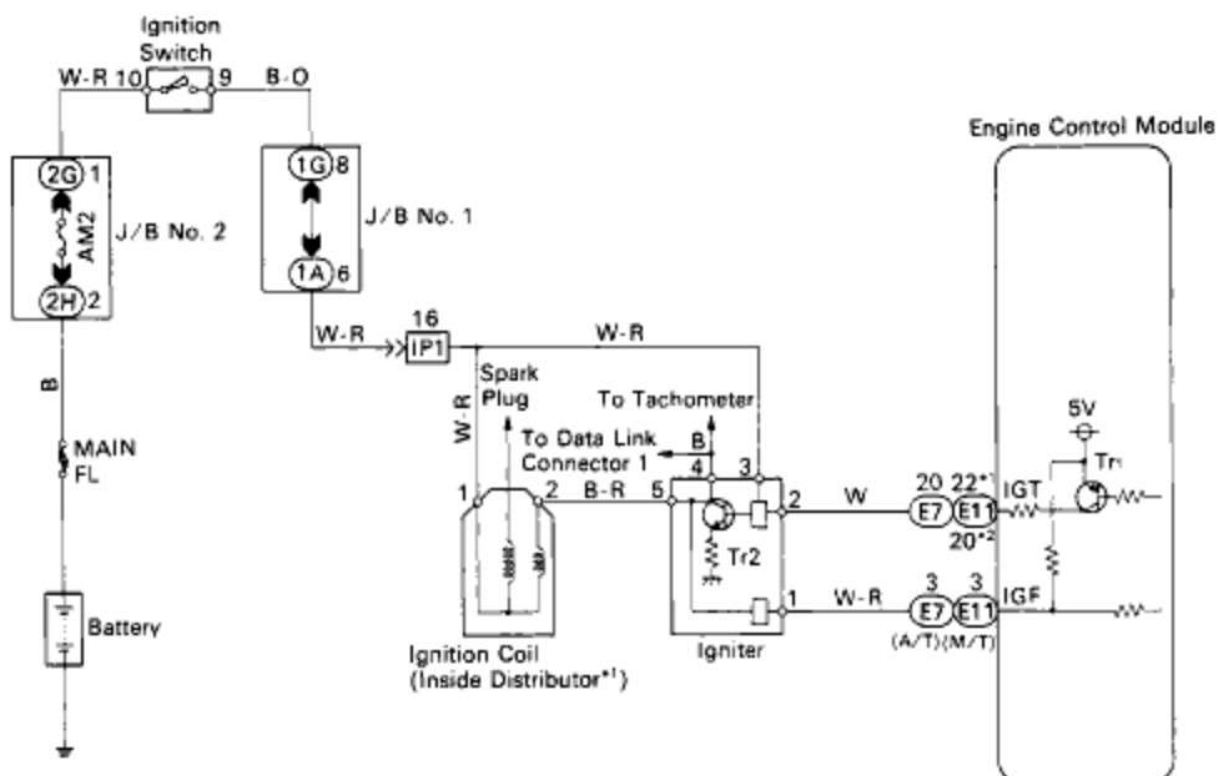 Ignition
Switch
W-R 10 9 B-O
Engine Control Module
2G 1
AM2
2H 2
J/B No. 2
1G 8
1A 6
J/B No. 1
W-R
16
IP1
W-R
B
MAIN
FL
Spark
Plug
W-R
To Tachometer
To Data Link
Connector 1
B
4 3
5V
Tr1
1 2 B-R 5
Tr2
2 W
20 22*1
E7 E11
20*2
IGT
1 W-R
3 3
E7 E11
IGF
(A/T) (M/T)
Battery
Ignition Coil
(Inside Distributor*1)
Igniter